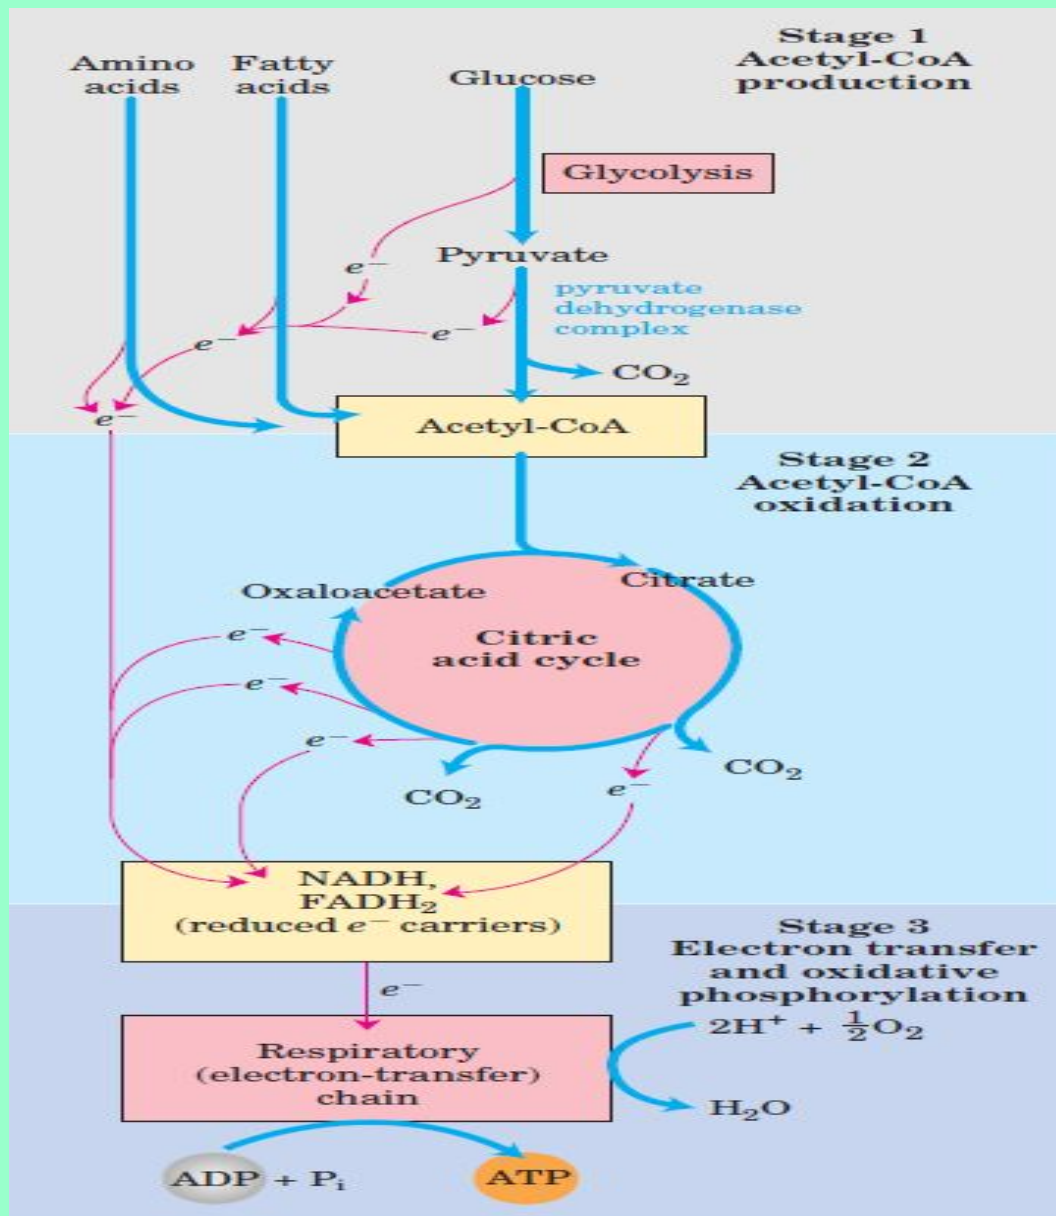 Stage 1
Acetyl-CoA
production
Amino
acids
Fatty
acids
Glucose
Glycolysis
Pyruvate
e−
pyruvate
dehydrogenase
complex
e−
e−
CO₂
e−
Acetyl-CoA
Stage 2
Acetyl-CoA
oxidation
Oxaloacetate
Citrate
Citric
acid cycle
e−
e−
e−
CO₂
CO₂
e−
NADH,
FADH₂
(reduced e− carriers)
Stage 3
Electron transfer
and oxidative
phosphorylation
e−
2H⁺ + ½O₂
Respiratory
(electron-transfer)
chain
H₂O
ADP + Pᵢ
ATP